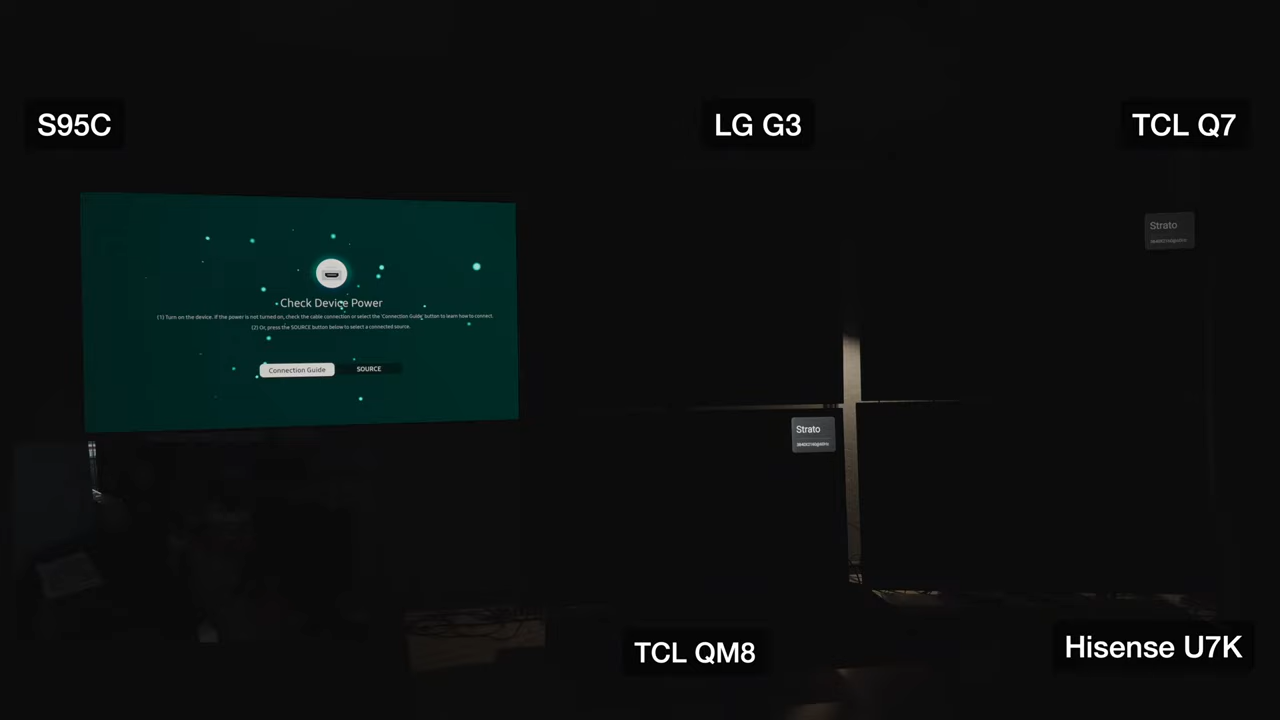 S95C
LG G3
TCL Q7
Strato
Check Device Power
(1) Turn on the device. If the power is not turned on, check the cable connection or select the 'Connection Guide' button to learn how to connect.
(2) Or, press the SOURCE button below to select a connected source.
Connection Guide
SOURCE
Strato
TCL QM8
Hisense U7K